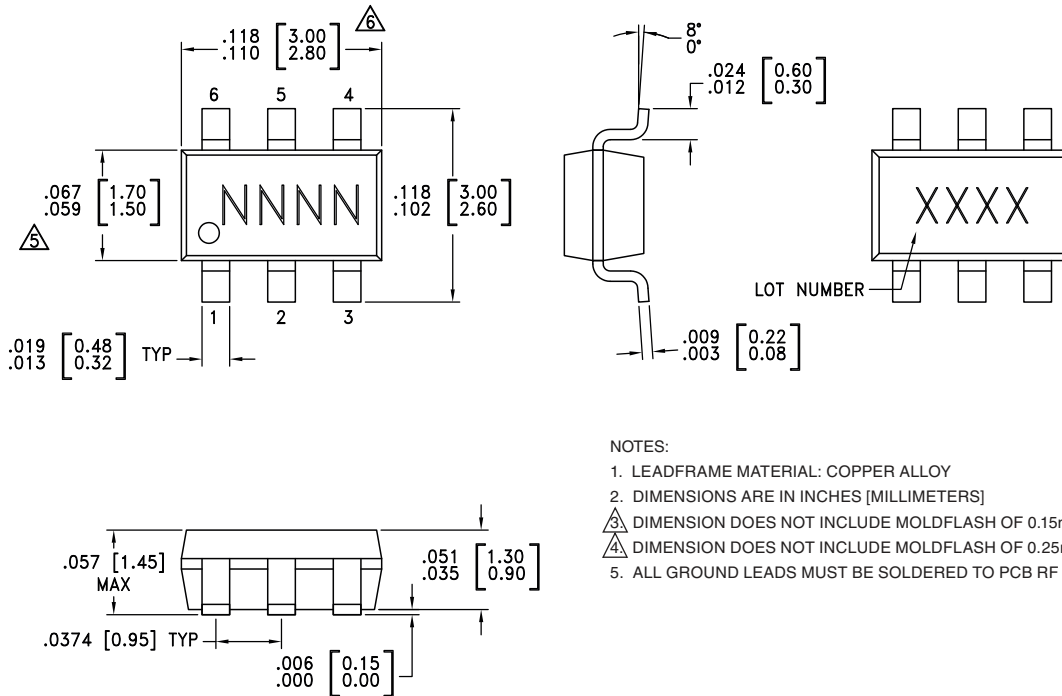 .118 [3.00]
.110 [2.80]
6
6 5 4
.067 [1.70]
.059 [1.50]
5
NNNN
.118 [3.00]
.102 [2.60]
1 2 3
.019 [0.48] TYP
.013 [0.32]
8°
0°
.024 [0.60]
.012 [0.30]
.009 [0.22]
.003 [0.08]
XXXX
LOT NUMBER
.057 [1.45]
MAX
.051 [1.30]
.035 [0.90]
.0374 [0.95] TYP
.006 [0.15]
.000 [0.00]
NOTES:
1. LEADFRAME MATERIAL: COPPER ALLOY
2. DIMENSIONS ARE IN INCHES [MILLIMETERS]
3. DIMENSION DOES NOT INCLUDE MOLDFLASH OF
4. DIMENSION DOES NOT INCLUDE MOLDFLASH OF
5. ALL GROUND LEADS MUST BE SOLDERED TO PCB RF